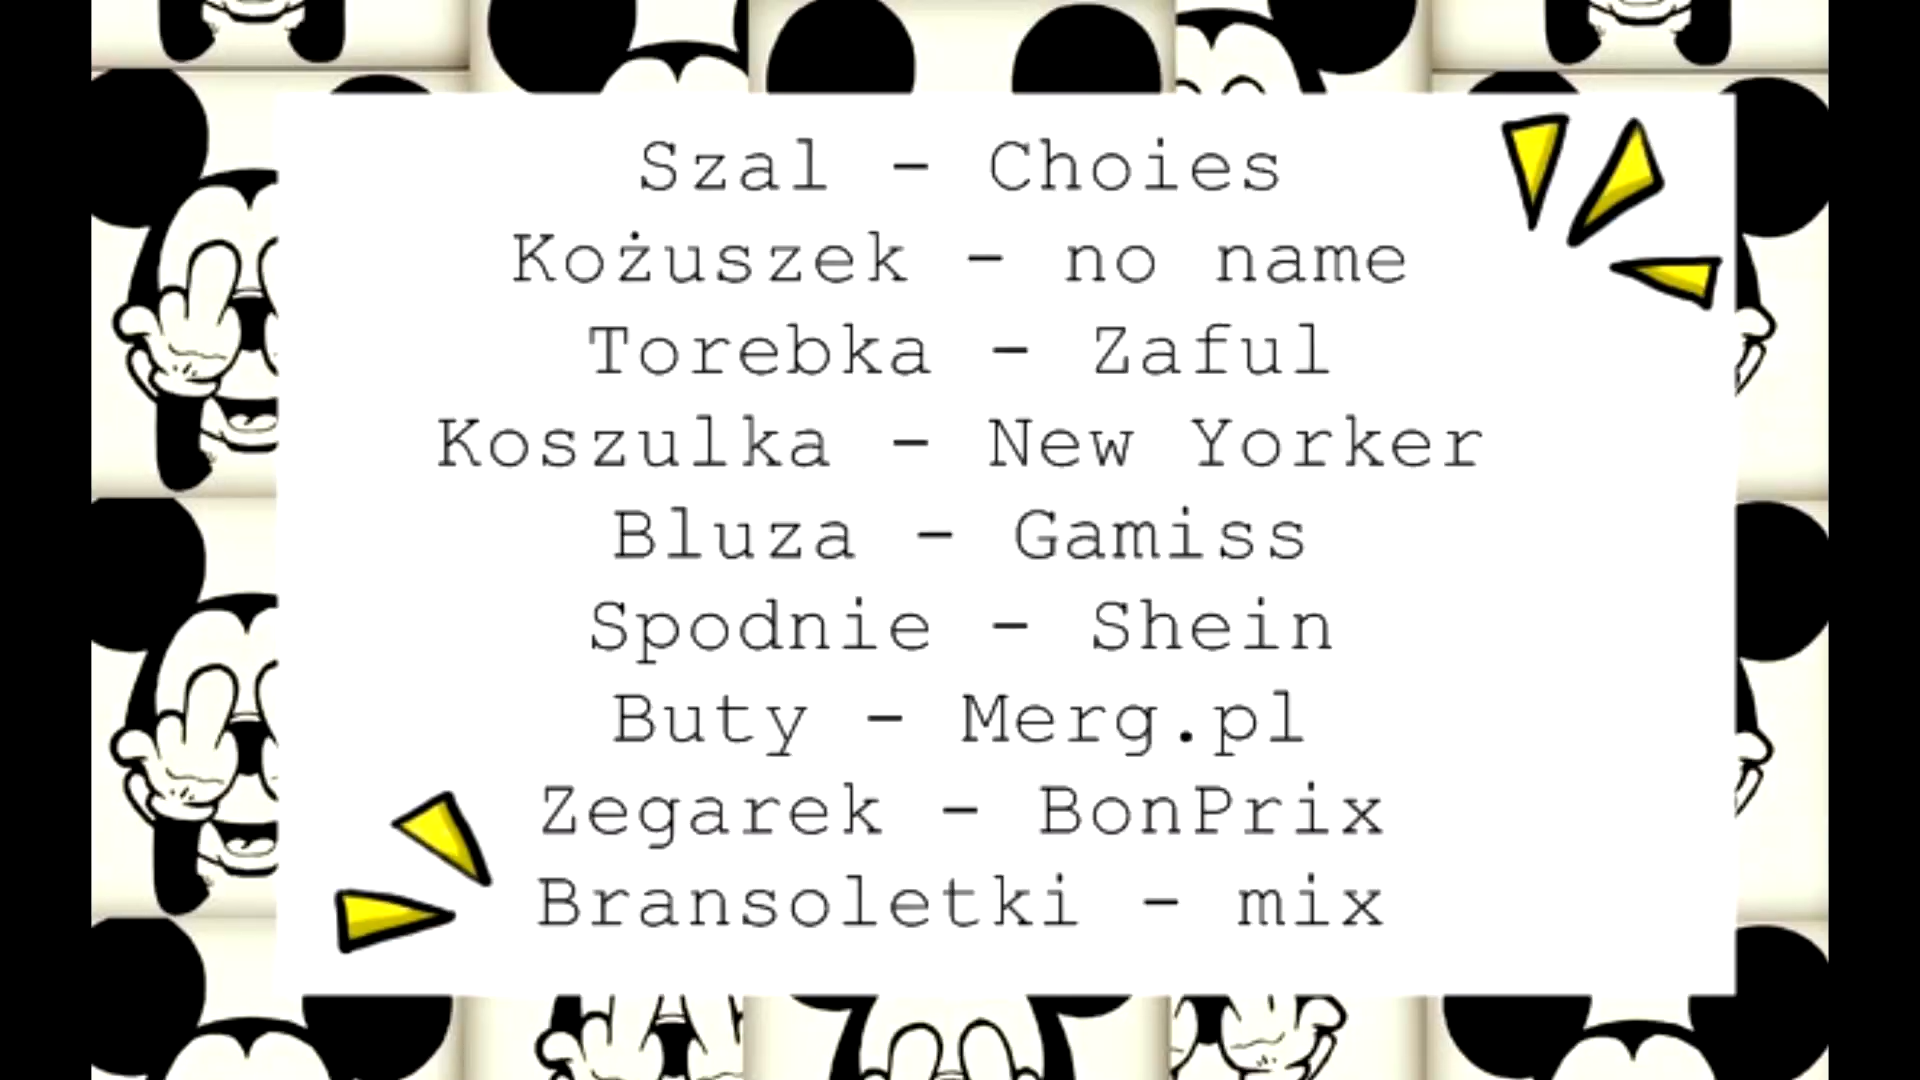 Szal - Choies
Kożuszek - no name
Torebka - Zaful
Koszulka - New Yorker
Bluza - Gamiss
Spodnie - Shein
Buty - Merg.pl
Zegarek - BonPrix
Bransoletki - mix